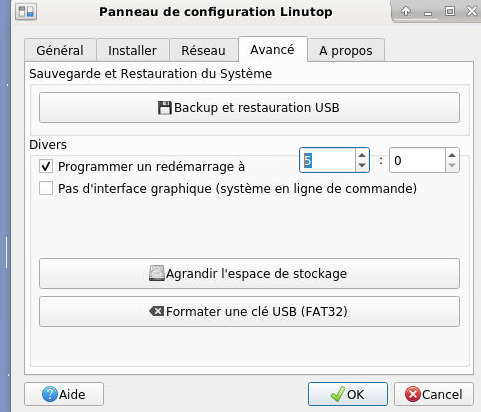 Panneau de configuration Linutop
Général Installer Réseau Avancé A propos
Sauvegarde et Restauration du Système
Backup et restauration USB
Divers
Programmer un redémarrage à 5 : 0
Pas d'interface graphique (système en ligne de commande)
Agrandir l'espace de stockage
Formater une clé USB (FAT32)
Aide OK Cancel